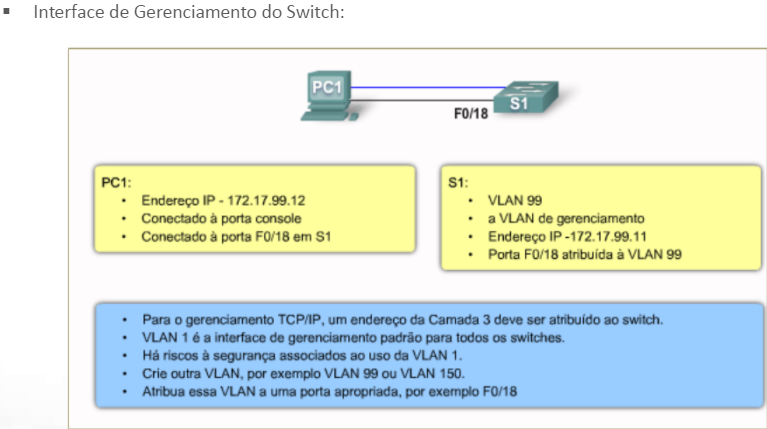 ▪ Interface de Gerenciamento do Switch:
PC1
S1
F0/18
PC1:
• Endereço IP - 172.17.99.12
• Conectado à porta console
• Conectado à porta F0/18 em S1
S1:
• VLAN 99
• a VLAN de gerenciamento
• Endereço IP -172.17.99.11
• Porta F0/18 atribuída à VLAN 99
• Para o gerenciamento TCP/IP, um endereço da Camada 3 deve ser atribuído ao switch.
• VLAN 1 é a interface de gerenciamento padrão para todos os switches.
• Há riscos à segurança associados ao uso da VLAN 1.
• Crie outra VLAN, por exemplo VLAN 99 ou VLAN 150.
• Atribua essa VLAN a uma porta apropriada, por exemplo F0/18